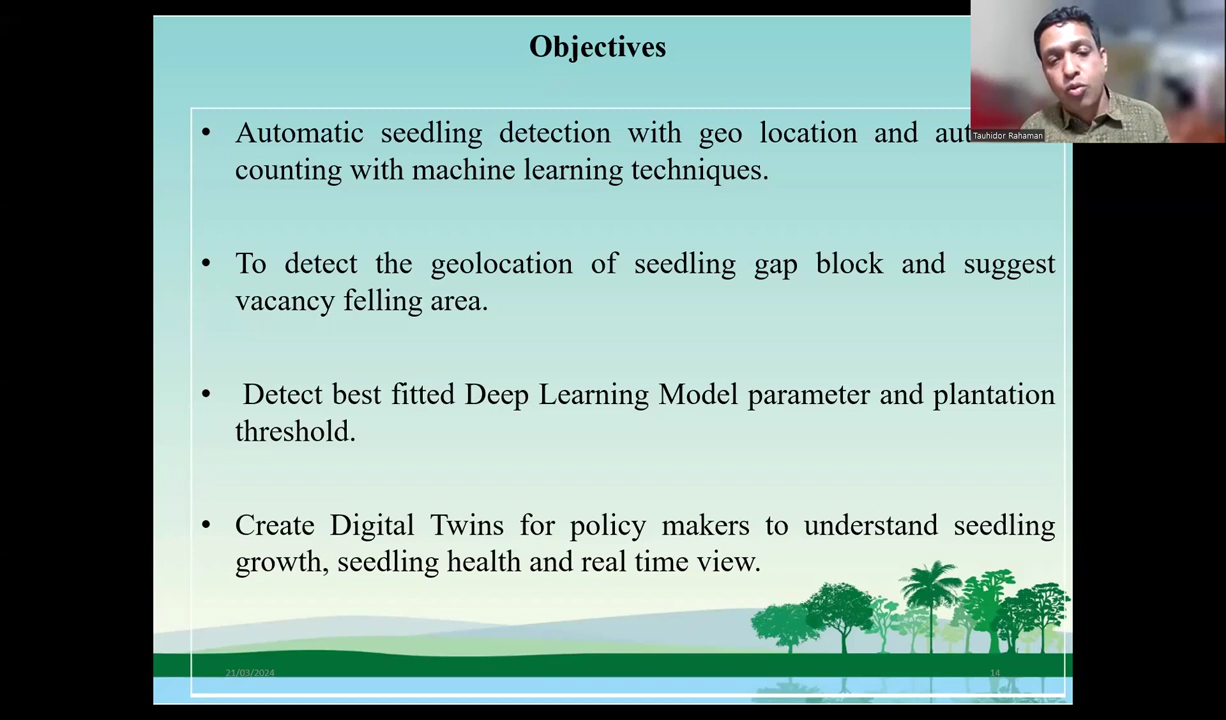 Objectives
Tauhidor Rahaman
• Automatic seedling detection with geo location and
counting with machine learning techniques.
• To detect the geolocation of seedling gap block and suggest
vacancy felling area.
• Detect best fitted Deep Learning Model parameter and plantation
threshold.
• Create Digital Twins for policy makers to understand seedling
growth, seedling health and real time view.
21/03/2024
14